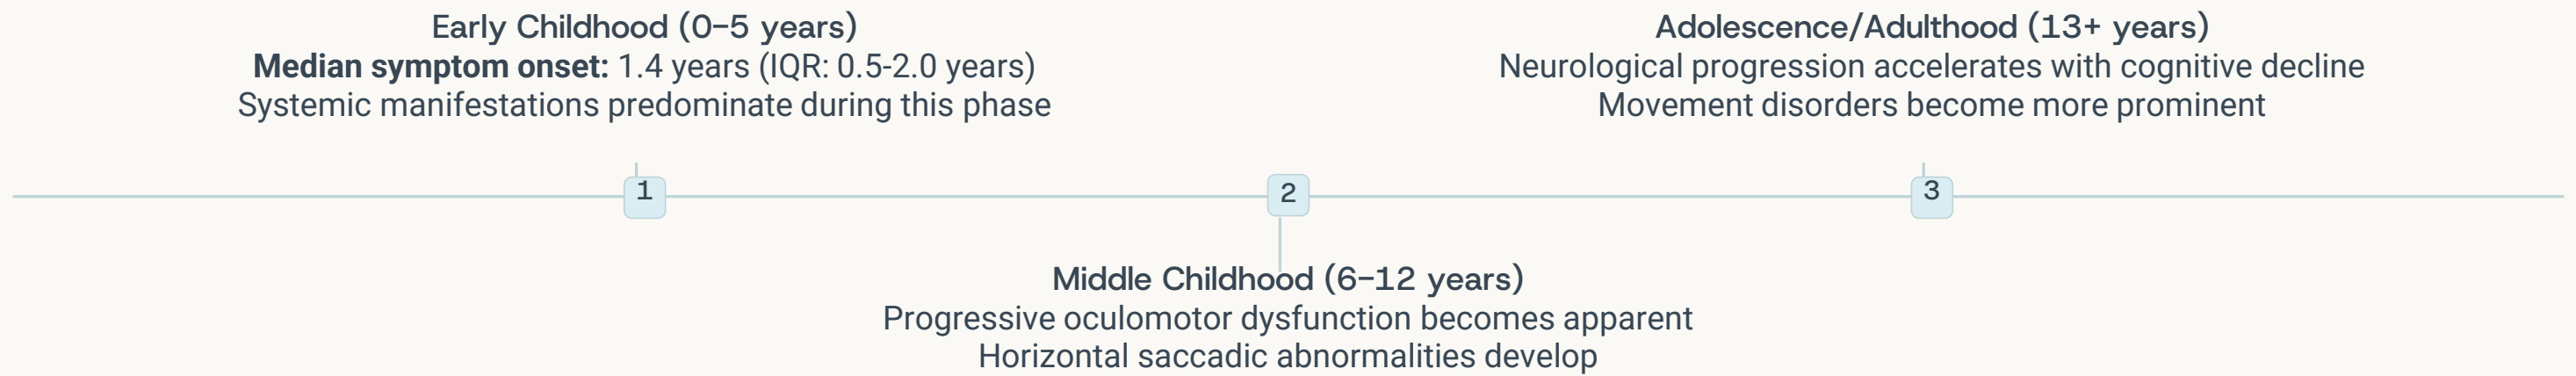 Early Childhood (0–5 years)
Median symptom onset: 1.4 years (IQR: 0.5-2.0 years)
Systemic manifestations predominate during this phase
1
Middle Childhood (6–12 years)
Progressive oculomotor dysfunction becomes apparent
Horizontal saccadic abnormalities develop
2
Adolescence/Adulthood (13+ years)
Neurological progression accelerates with cognitive decline
Movement disorders become more prominent
3